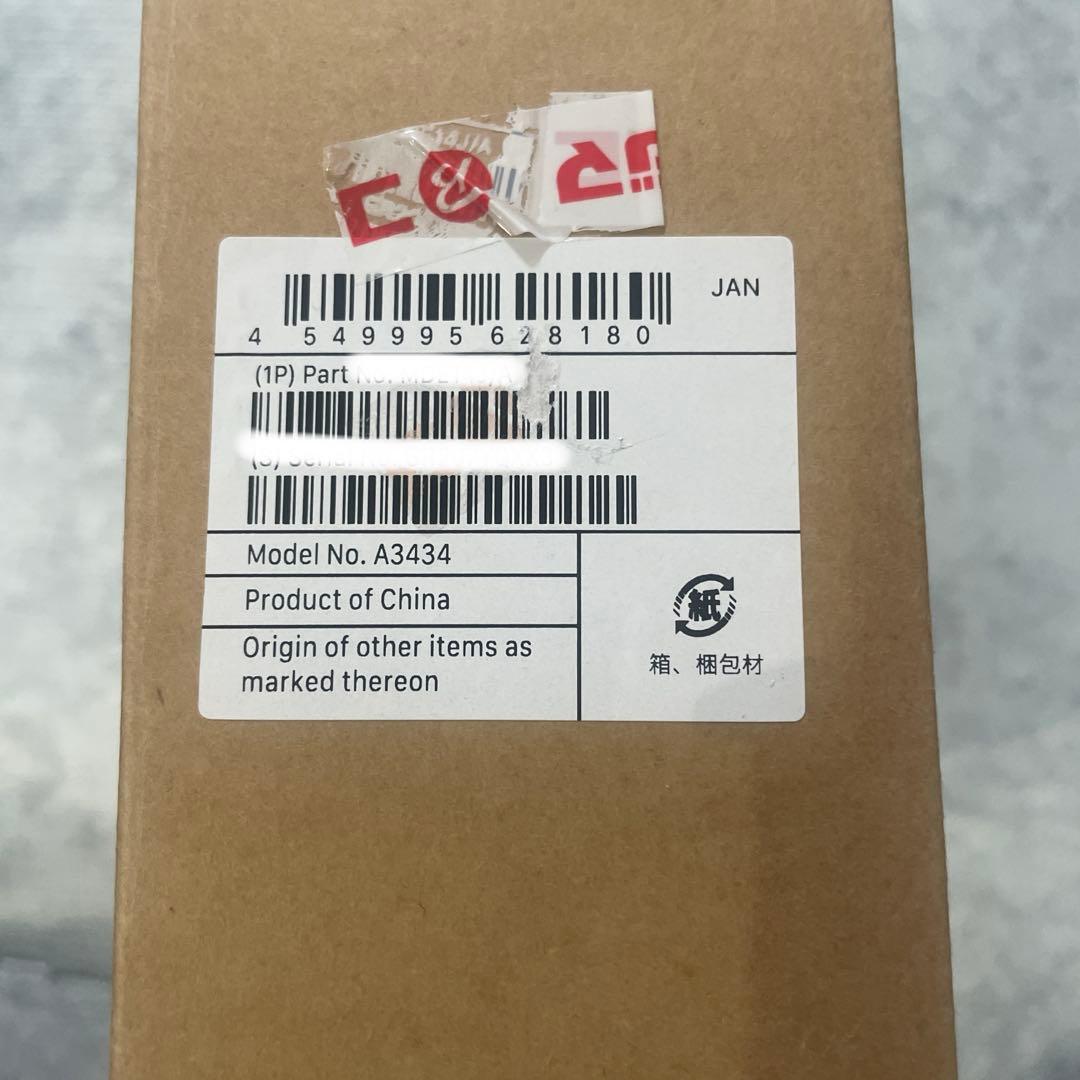 JAN
4 549995 628180
(1P) Part No.
Model No. A3434
Product of China
Origin of other items as
marked thereon
紙
箱、梱包材